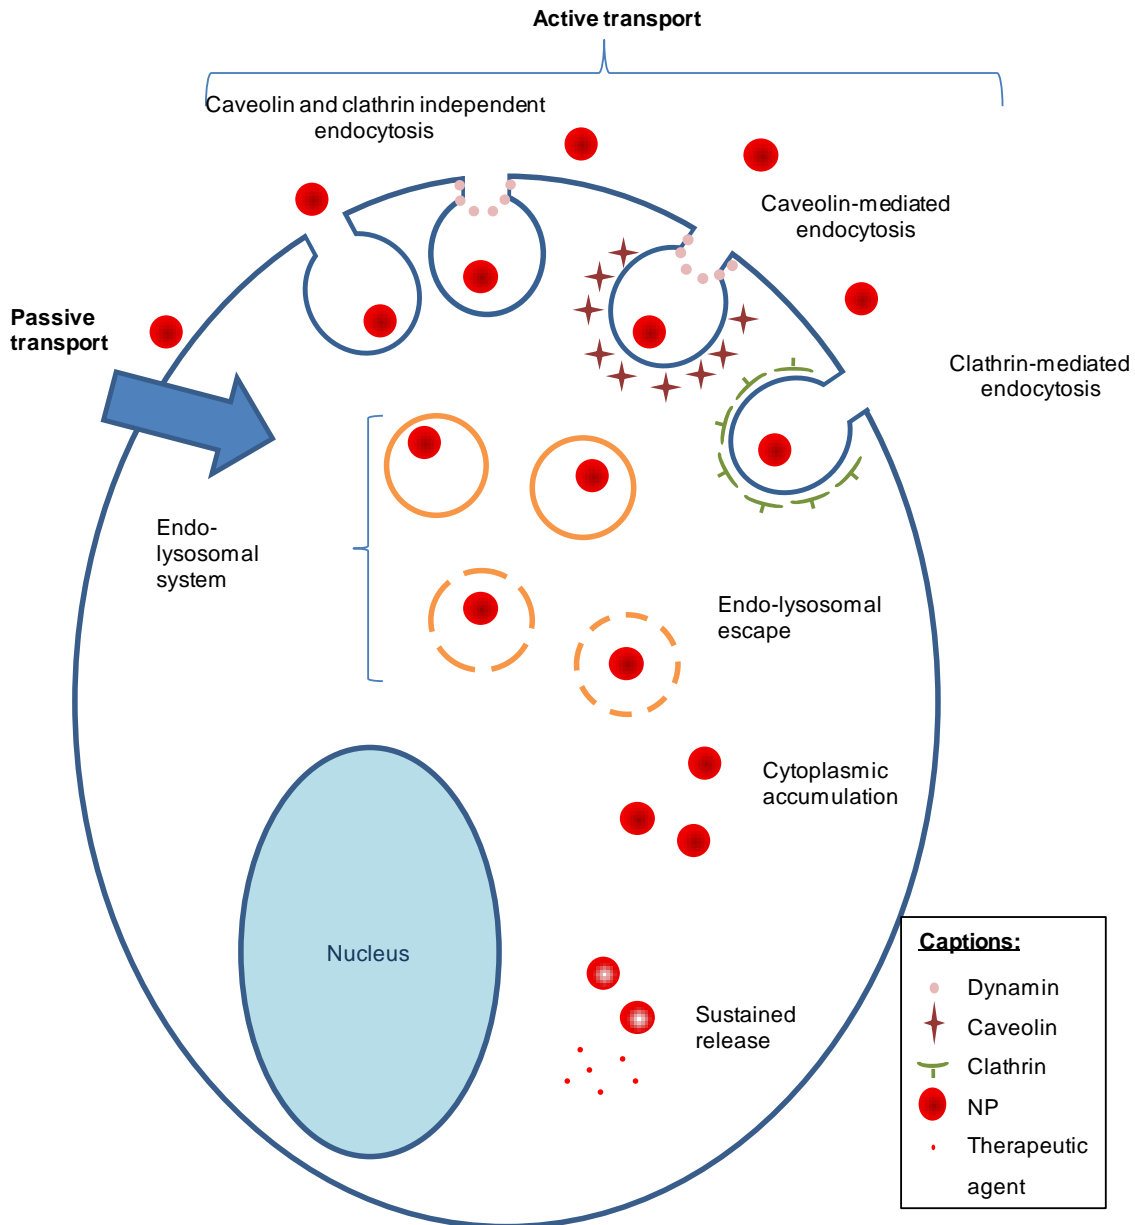 Active transport
Caveolin and clathrin independent
endocytosis
Caveolin-mediated
endocytosis
Passive
transport
Clathrin-mediated
endocytosis
Endo-
lysosomal
system
Endo-lysosomal
escape
Cytoplasmic
accumulation
Nucleus
Sustained
release
Captions:
Dynamin
Caveolin
Clathrin
NP
Therapeutic
agent